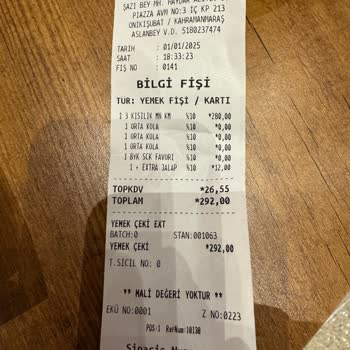 ŞAZI BEY MH. HAYDAR
PIAZZA AVM NO:3 İÇ KP 213
ONİKİŞUBAT / KAHRAMANMARAŞ
ASLANBEY V.D. 5180237474
TARİH : 01/01/2025
SAAT : 18:33:23
FİŞ NO : 0141
BİLGİ FİŞİ
TÜR: YEMEK FİŞİ / KARTI
1 3 KISILIK MN KM %10 *280,00
1 ORTA KOLA %10 *0,00
1 ORTA KOLA %10 *0,00
1 ORTA KOLA %10 *0,00
1 BYK SCK FAVURI %10 *0,00
1 + EXTRA JALAP %10 *12,00
TOPKDV *26,55
TOPLAM *292,00
YEMEK ÇEKİ EXT
BATCH:0 STAN:001063
YEMEK ÇEKİ *292,00
T.SİCİL NO: 0
** MALİ DEĞERİ YOKTUR **
EKÜ NO:0001 Z NO:0223
POS:1 RefNum:10130